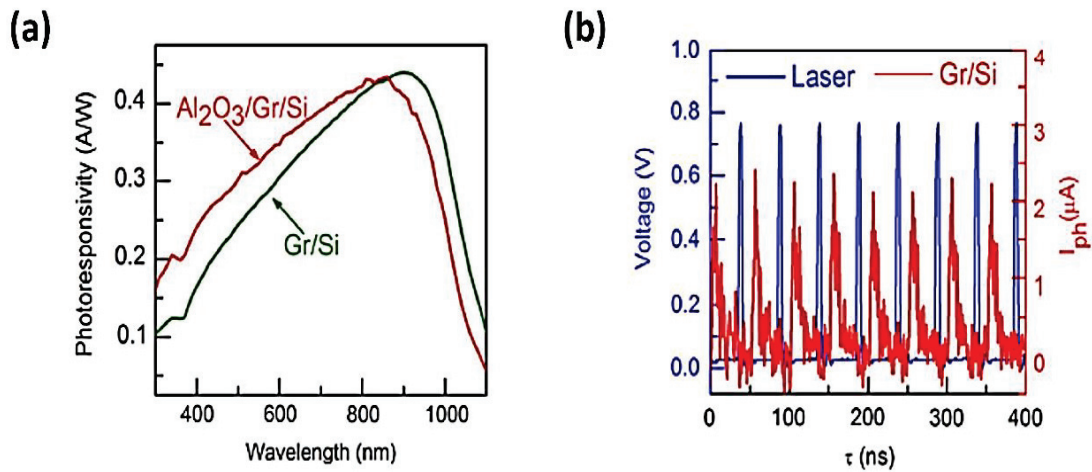 (a)
Photoresponsivity (A/W)
0.4
0.3
0.2
0.1
Al₂O₃/Gr/Si
Gr/Si
400
600
800
1000
Wavelength (nm)
(b)
Voltage (V)
1.0
0.8
0.6
0.4
0.2
0.0
Laser
Gr/Si
4
3
2
1
0
I_ph(μA)
0
100
200
300
400
τ (ns)